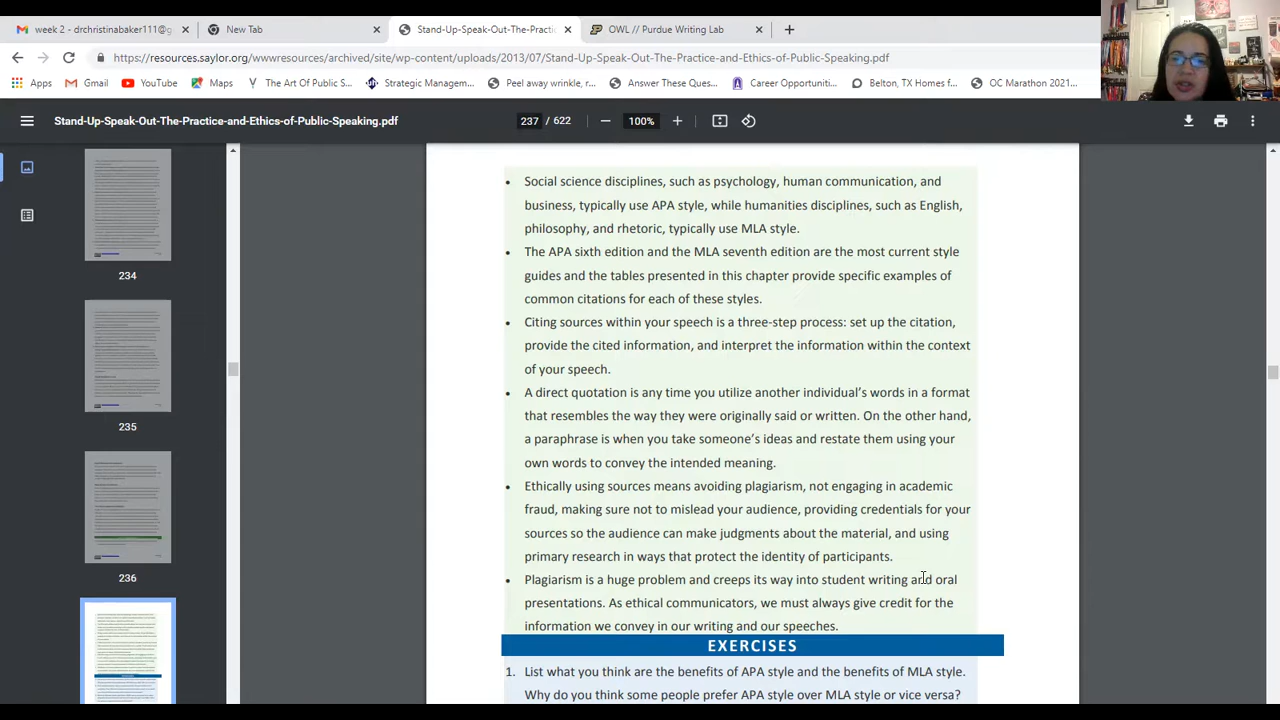 week 2 - drchristinabaker111@g
New Tab
Stand-Up-Speak-Out-The-Practic
OWL // Purdue Writing Lab
https://resources.saylor.org/wwwresources/archived/site/wp-content/uploads/2013/07/Stand-Up-Speak-Out-The-Practice-and-Ethics-of-Public-Speaking.pdf
Apps
Gmail
YouTube
Maps
The Art Of Public S...
Strategic Managem...
Peel away wrinkle, r...
Answer These Ques...
Career Opportuniti...
Belton, TX Homes f...
OC Marathon 2021...
Stand-Up-Speak-Out-The-Practice-and-Ethics-of-Public-Speaking.pdf
237 / 622
100%
234
235
236
• Social science disciplines, such as psychology, human communication, and
business, typically use APA style, while humanities disciplines, such as English,
philosophy, and rhetoric, typically use MLA style.
• The APA sixth edition and the MLA seventh edition are the most current style
guides and the tables presented in this chapter provide specific examples of
common citations for each of these styles.
• Citing sources within your speech is a three-step process: set up the citation,
provide the cited information, and interpret the information within the context
of your speech.
• A direct quotation is any time you utilize another individual's words in a format
that resembles the way they were originally said or written. On the other hand,
a paraphrase is when you take someone's ideas and restate them using your
own words to convey the intended meaning.
• Ethically using sources means avoiding plagiarism, not engaging in academic
fraud, making sure not to mislead your audience, providing credentials for your
sources so the audience can make judgments about the material, and using
primary research in ways that protect the identity of participants.
• Plagiarism is a huge problem and creeps its way into student writing and oral
presentations. As ethical communicators, we must always give credit for the
information we convey in our writing and our speeches.
EXERCISES
1. List what you think are the benefits of APA style and the benefits of MLA style.
Why do you think some people prefer APA style over MLA style or vice versa?